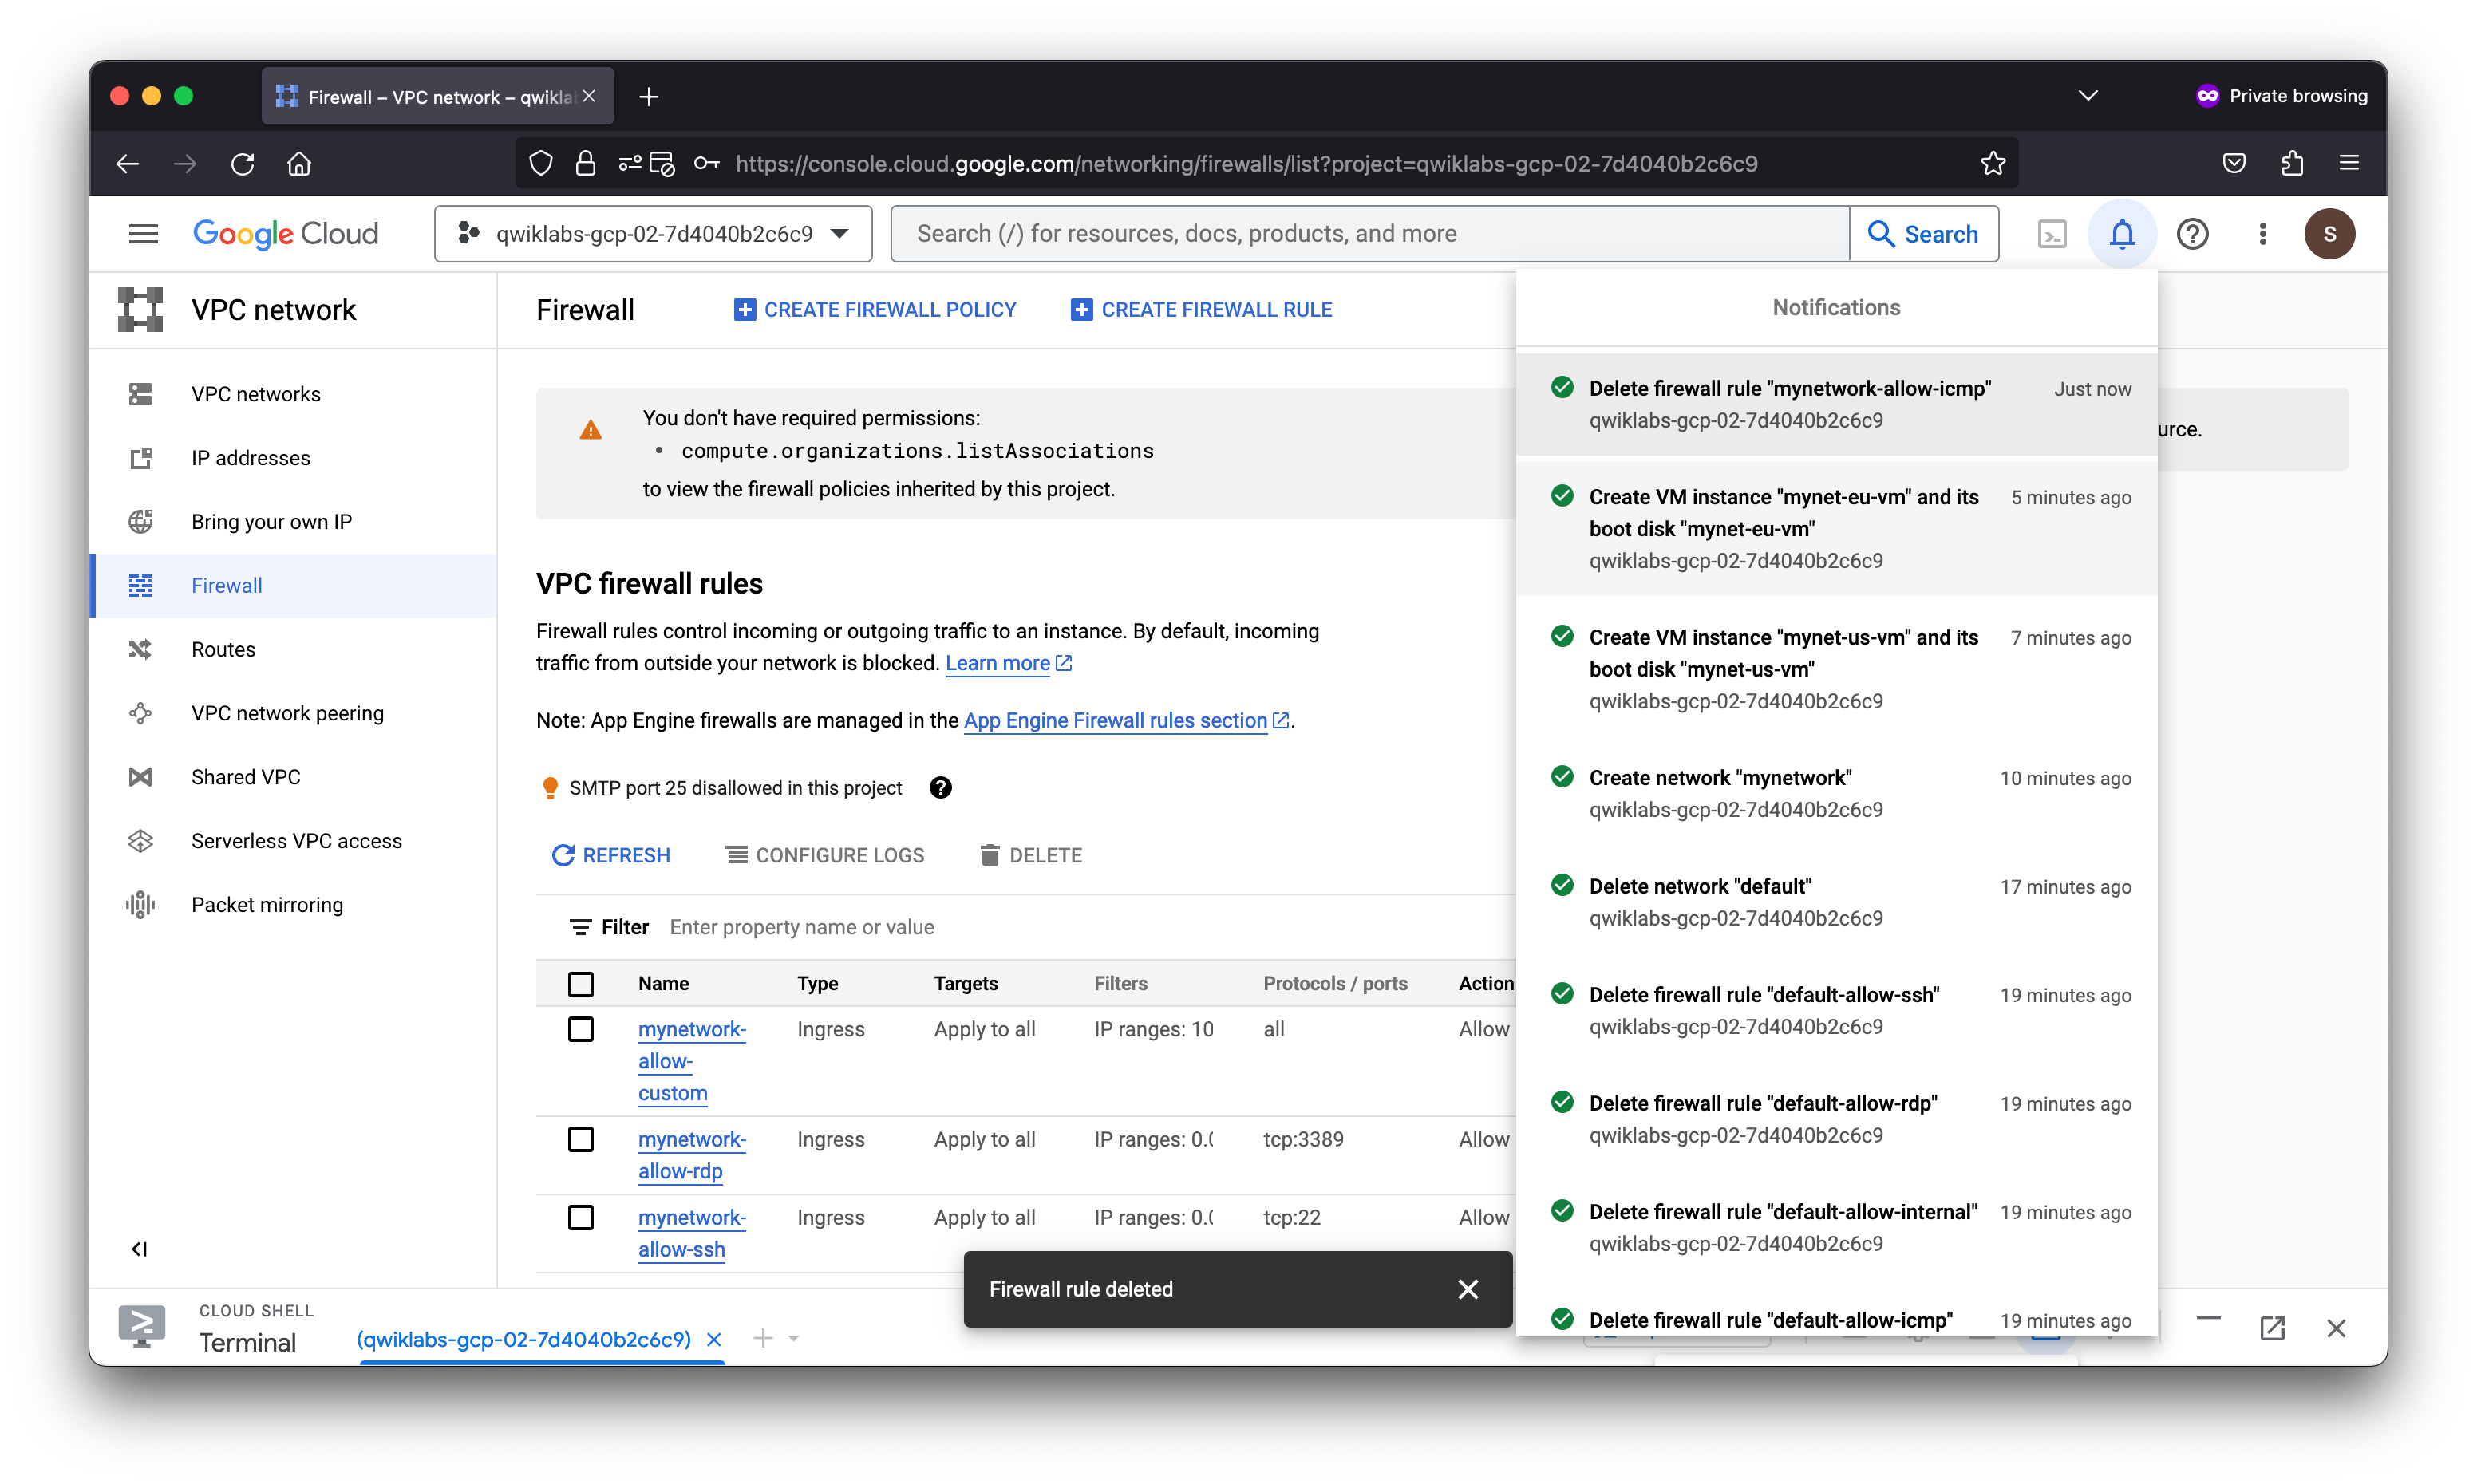 Firewall – VPC network – qwikla
Private browsing
https://console.cloud.google.com/networking/firewalls/list?project=qwiklabs-gcp-02-7d4040b2c6c9
Google Cloud
qwiklabs-gcp-02-7d4040b2c6c9
Search (/) for resources, docs, products, and more
Search
S
VPC network
VPC networks
IP addresses
Bring your own IP
Firewall
Routes
VPC network peering
Shared VPC
Serverless VPC access
Packet mirroring
Firewall
CREATE FIREWALL POLICY
CREATE FIREWALL RULE
You don't have required permissions:
• compute.organizations.listAssociations
to view the firewall policies inherited by this project.
urce.
VPC firewall rules
Firewall rules control incoming or outgoing traffic to an instance. By default, incoming
traffic from outside your network is blocked. Learn more
Note: App Engine firewalls are managed in the App Engine Firewall rules section.
SMTP port 25 disallowed in this project
REFRESH
CONFIGURE LOGS
DELETE
Filter Enter property name or value
Name Type Targets Filters Protocols / ports Action
mynetwork- Ingress Apply to all IP ranges: 10 all Allow
allow-
custom
mynetwork- Ingress Apply to all IP ranges: 0.0 tcp:3389 Allow
allow-rdp
mynetwork- Ingress Apply to all IP ranges: 0.0 tcp:22 Allow
allow-ssh
Firewall rule deleted
Notifications
Delete firewall rule "mynetwork-allow-icmp" Just now
qwiklabs-gcp-02-7d4040b2c6c9
Create VM instance "mynet-eu-vm" and its 5 minutes ago
boot disk "mynet-eu-vm"
qwiklabs-gcp-02-7d4040b2c6c9
Create VM instance "mynet-us-vm" and its 7 minutes ago
boot disk "mynet-us-vm"
qwiklabs-gcp-02-7d4040b2c6c9
Create network "mynetwork" 10 minutes ago
qwiklabs-gcp-02-7d4040b2c6c9
Delete network "default" 17 minutes ago
qwiklabs-gcp-02-7d4040b2c6c9
Delete firewall rule "default-allow-ssh" 19 minutes ago
qwiklabs-gcp-02-7d4040b2c6c9
Delete firewall rule "default-allow-rdp" 19 minutes ago
qwiklabs-gcp-02-7d4040b2c6c9
Delete firewall rule "default-allow-internal" 19 minutes ago
qwiklabs-gcp-02-7d4040b2c6c9
Delete firewall rule "default-allow-icmp" 19 minutes ago
CLOUD SHELL
Terminal
(qwiklabs-gcp-02-7d4040b2c6c9)